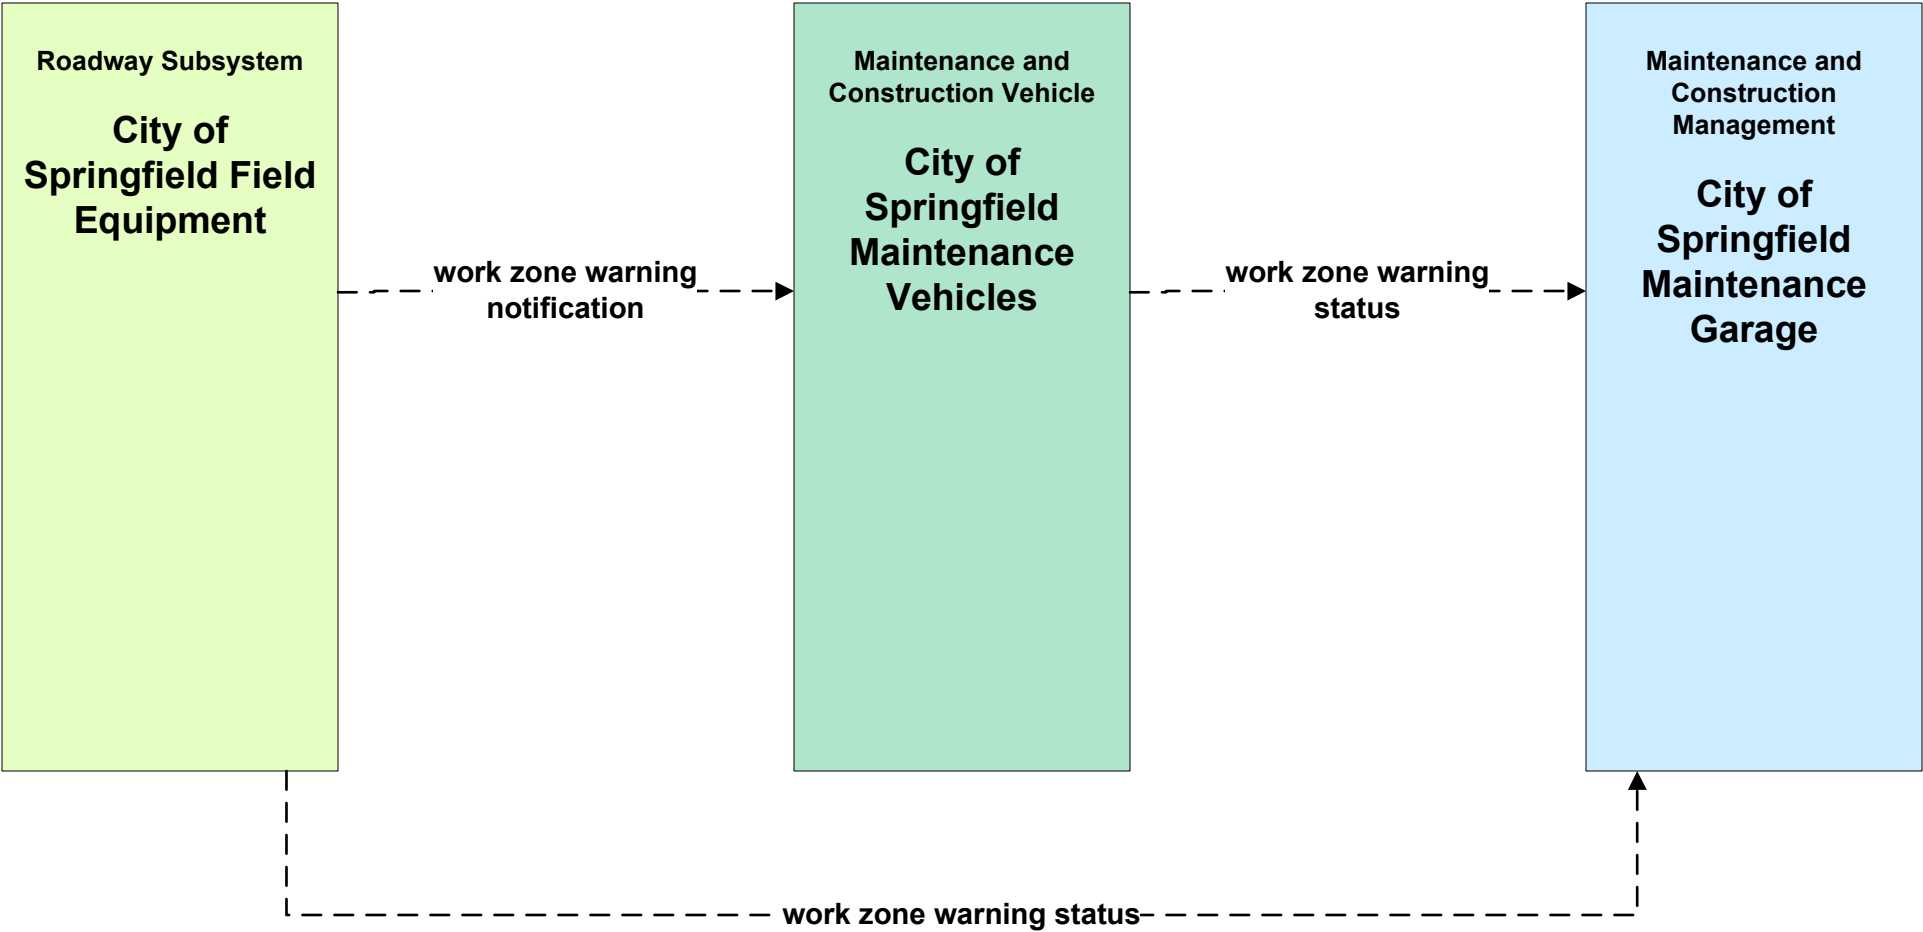 Roadway Subsystem
City of
Springfield Field
Equipment
work zone warning
notification
Maintenance and
Construction Vehicle
City of
Springfield
Maintenance
Vehicles
work zone warning
status
Maintenance and
Construction
Management
City of
Springfield
Maintenance
Garage
work zone warning status